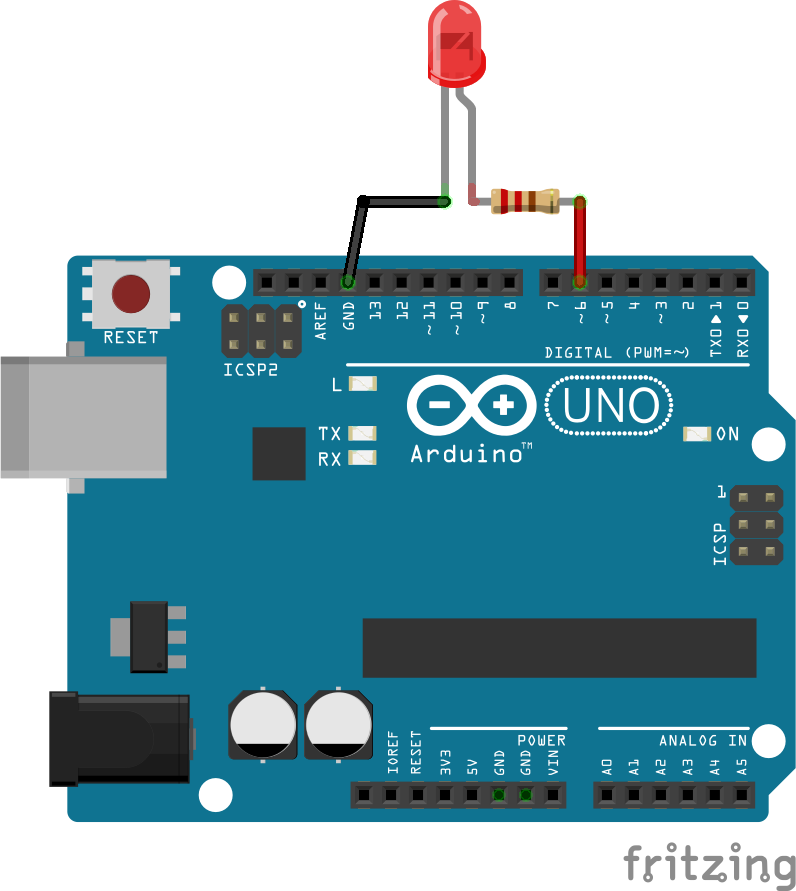 RESET
ICSP2
AREF
GND
13
12
~11
~10
~9
8
7
~6
~5
4
~3
2
TX0▶1
RX0◀0
DIGITAL (PWM=~)
L
TX
RX
UNO
Arduino™
ON
1
ICSP
IOREF
RESET
3V3
5V
GND
GND
VIN
POWER
A0
A1
A2
A3
A4
A5
ANALOG IN
fritzing